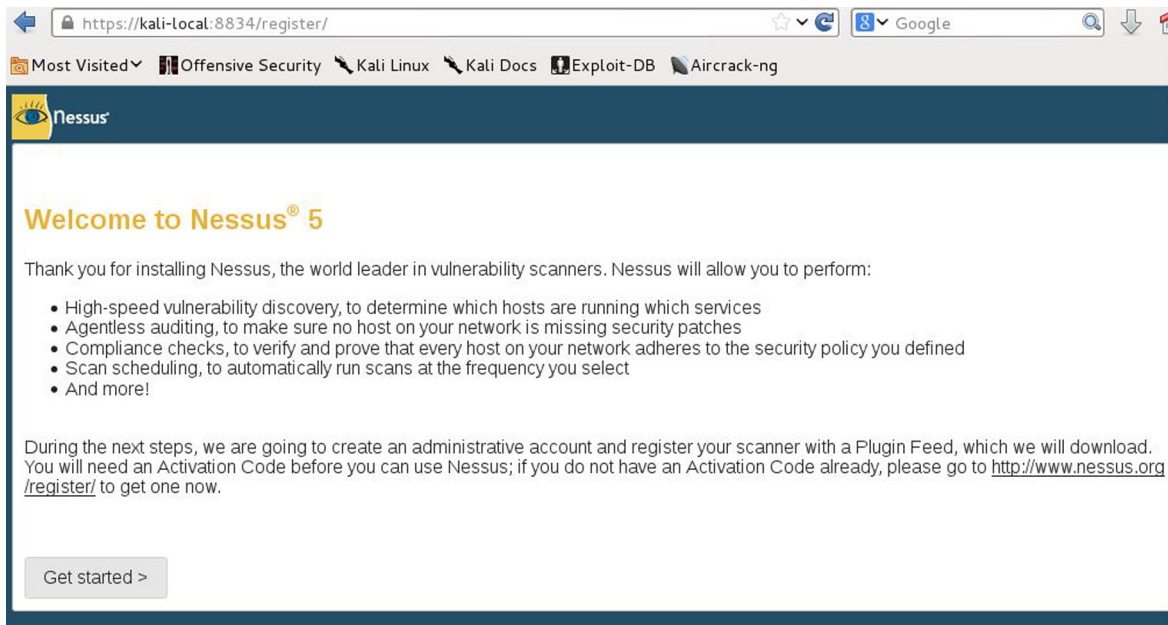 https://kali-local:8834/register/
Google
Most Visited
Offensive Security
Kali Linux
Kali Docs
Exploit-DB
Aircrack-ng
Nessus®
Welcome to Nessus® 5
Thank you for installing Nessus, the world leader in vulnerability scanners. Nessus will allow you to perform:
• High-speed vulnerability discovery, to determine which hosts are running which services
• Agentless auditing, to make sure no host on your network is missing security patches
• Compliance checks, to verify and prove that every host on your network adheres to the security policy you defined
• Scan scheduling, to automatically run scans at the frequency you select
• And more!
During the next steps, we are going to create an administrative account and register your scanner with a Plugin Feed, which we will download.
You will need an Activation Code before you can use Nessus; if you do not have an Activation Code already, please go to http://www.nessus.org
/register/ to get one now.
Get started >